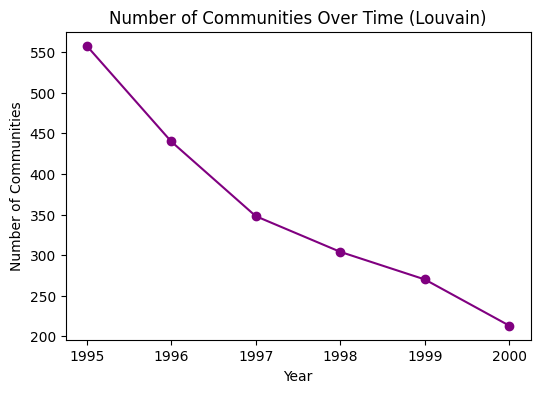 Number of Communities Over Time (Louvain)
550
500
450
400
350
300
250
200
Number of Communities
1995 1996 1997 1998 1999 2000
Year